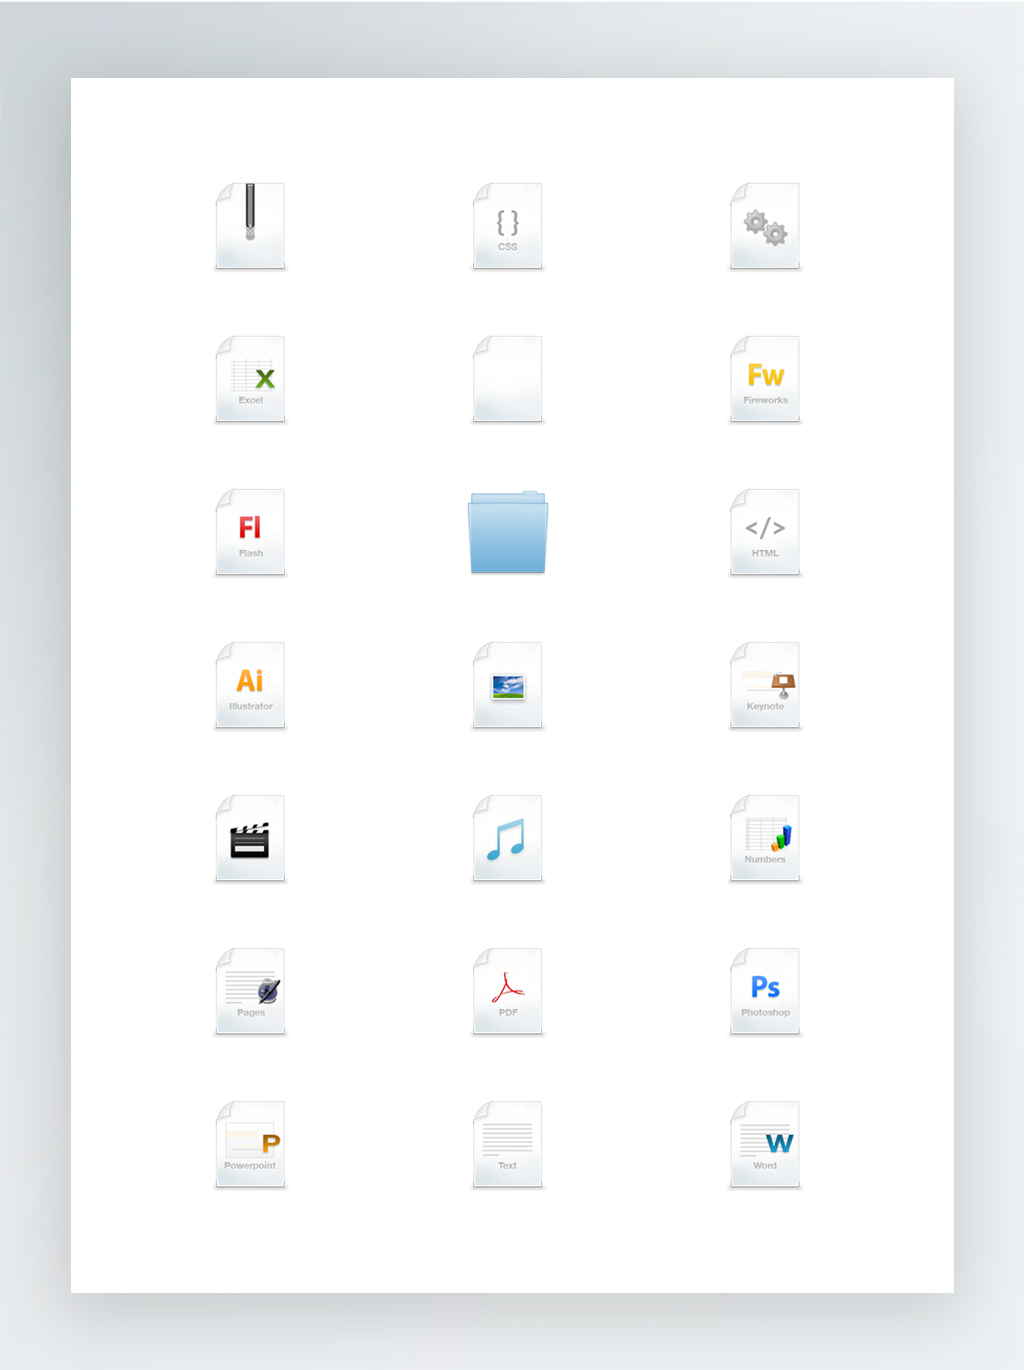 { }
CSS
X
Excel
Fw
Fireworks
Fl
Flash
</>
HTML
Ai
Illustrator
Keynote
Numbers
Pages
PDF
Ps
Photoshop
P
Powerpoint
Text
W
Word